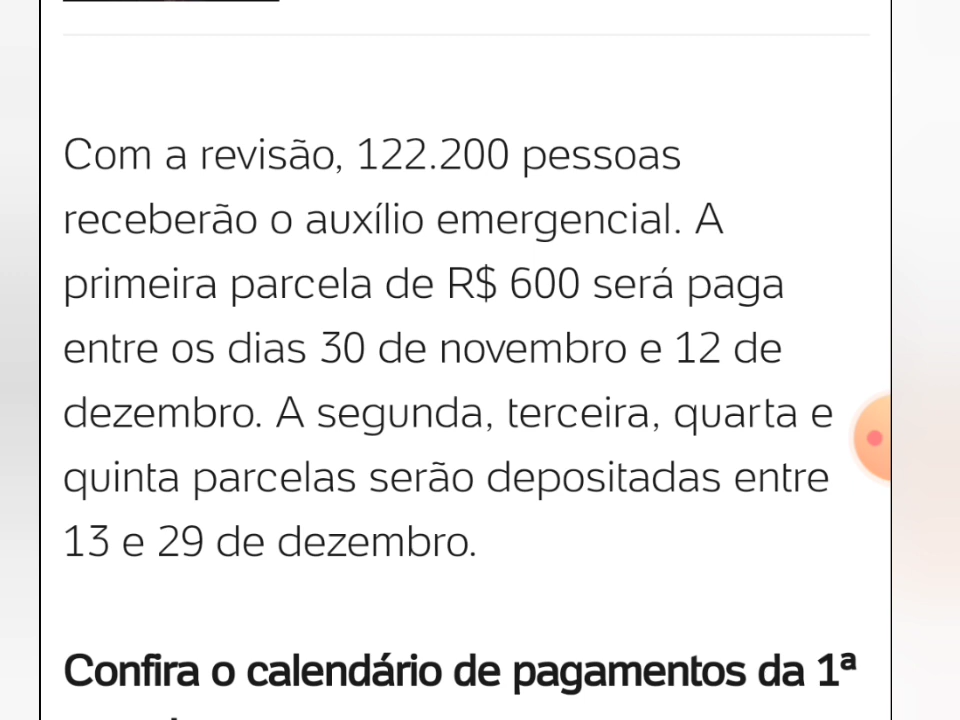 Com a revisão, 122.200 pessoas
receberão o auxílio emergencial. A
primeira parcela de R$ 600 será paga
entre os dias 30 de novembro e 12 de
dezembro. A segunda, terceira, quarta e
quinta parcelas serão depositadas entre
13 e 29 de dezembro.
Confira o calendário de pagamentos da 1ª